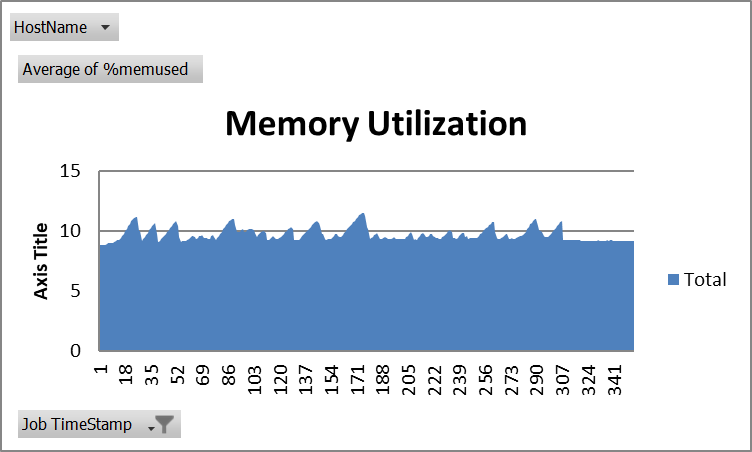 HostName
Average of %memused
Memory Utilization
15
10
5
0
Axis Title
1 18 35 52 69 86 103 120 137 154 171 188 205 222 239 256 273 290 307 324 341
Total
Job TimeStamp